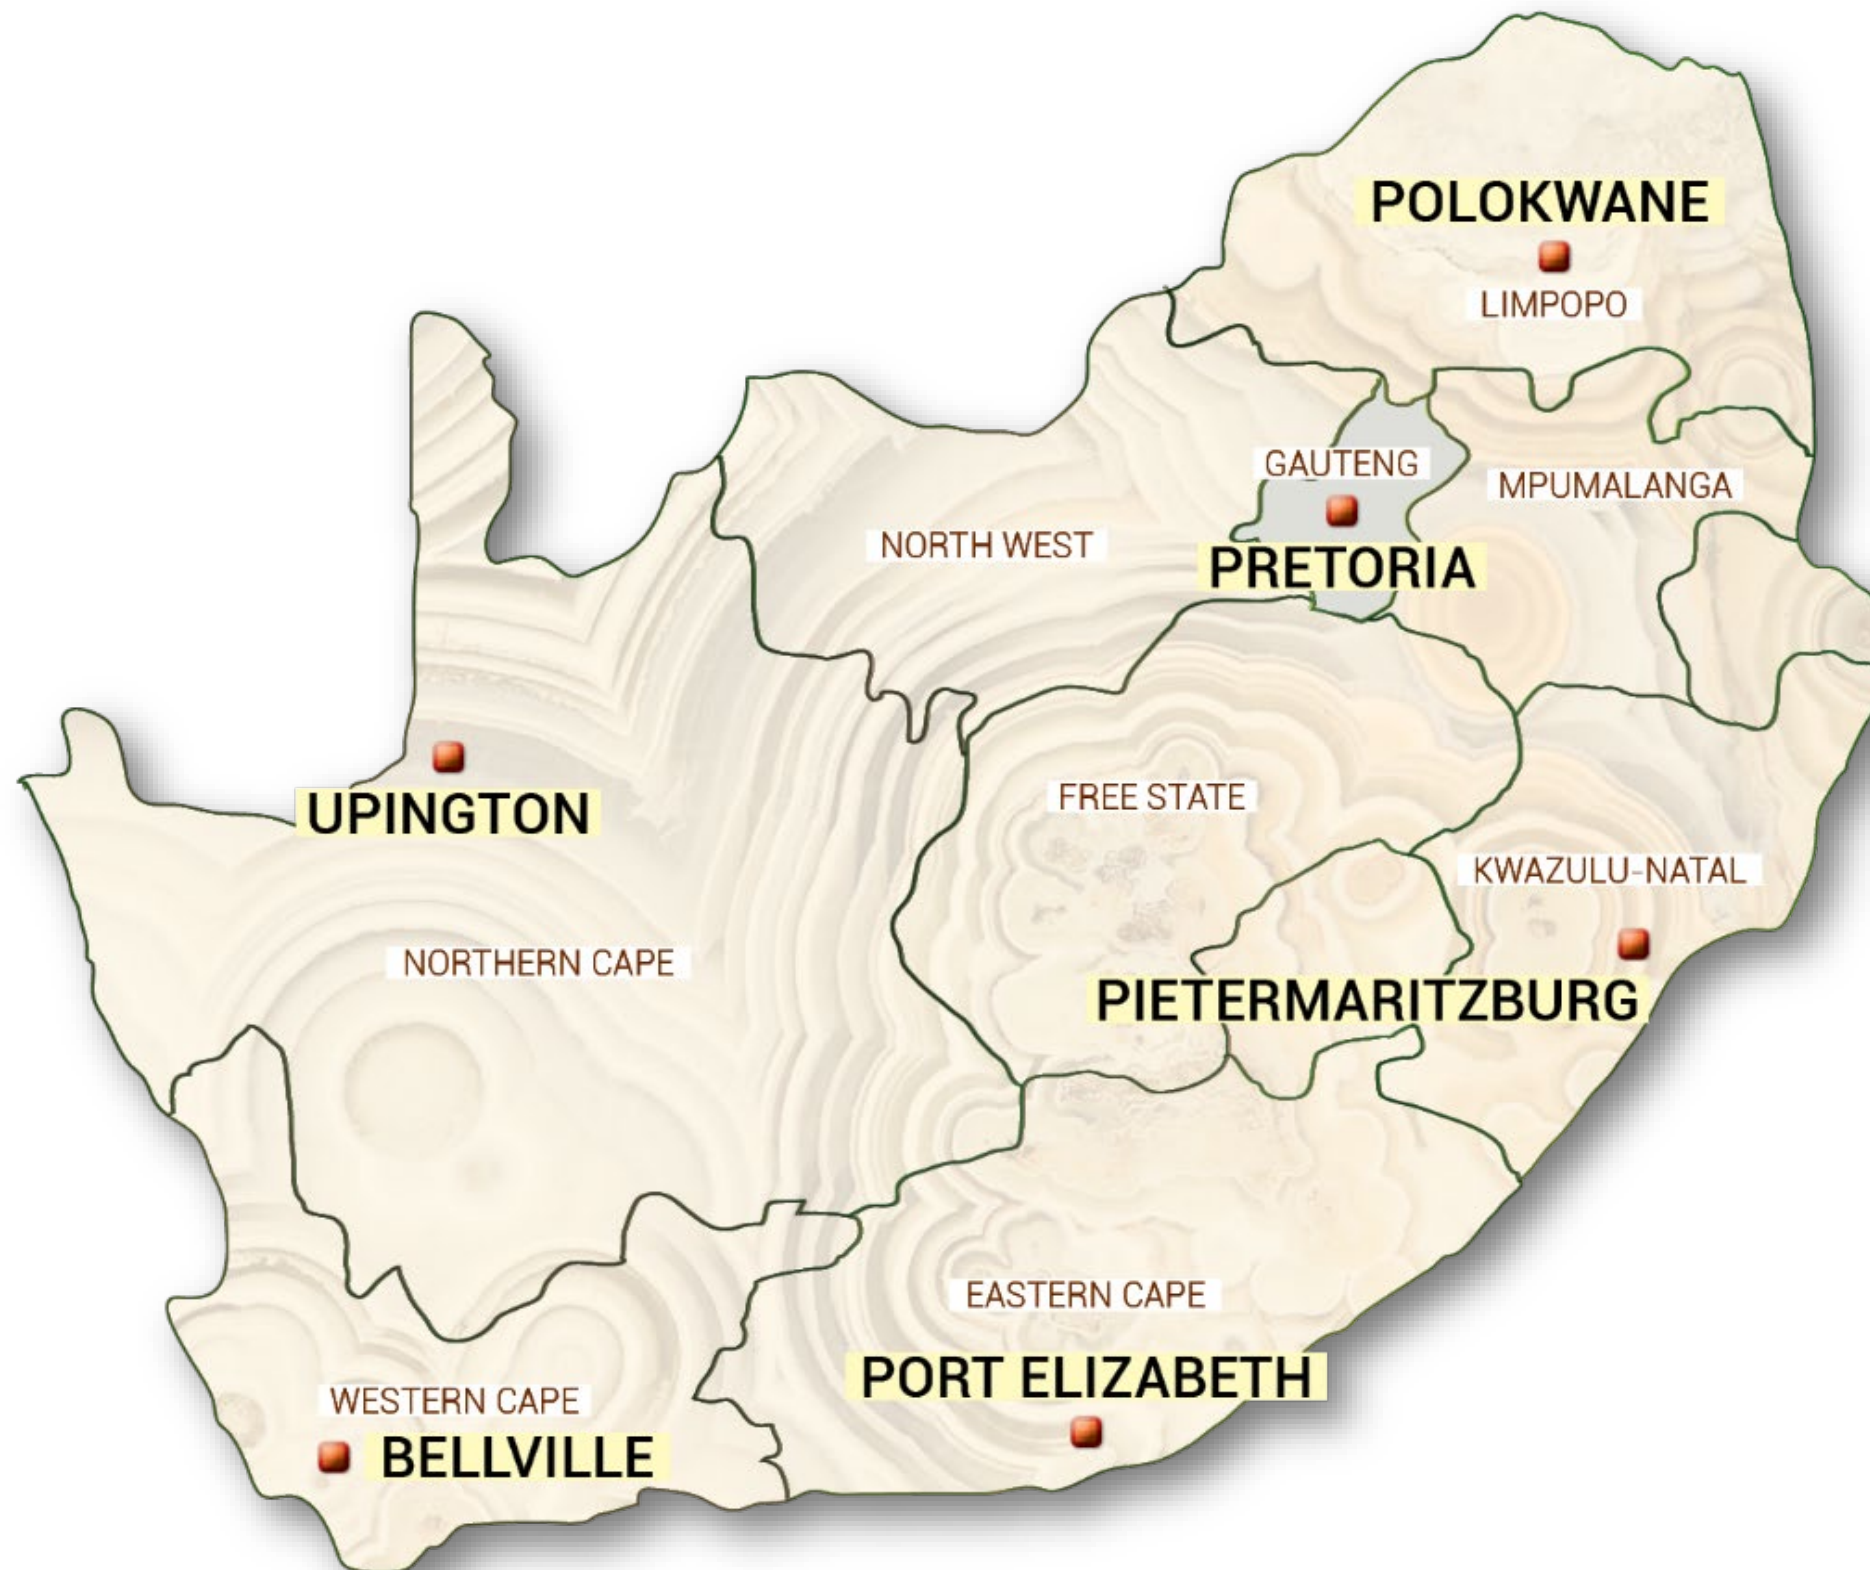 POLOKWANE
LIMPOPO
GAUTENG
MPUMALANGA
NORTH WEST
PRETORIA
FREE STATE
UPINGTON
KWAZULU-NATAL
NORTHERN CAPE
PIETERMARITZBURG
EASTERN CAPE
PORT ELIZABETH
WESTERN CAPE
BELLVILLE